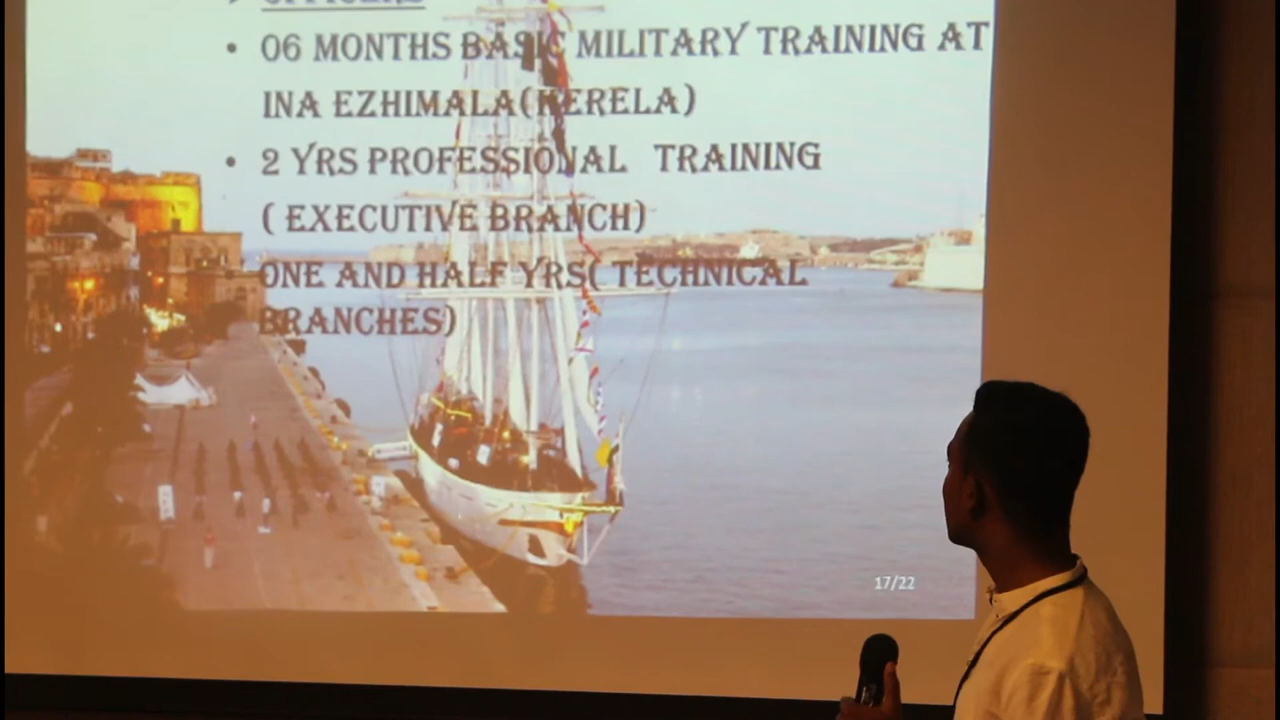 OFFICERS
• 06 MONTHS BASIC MILITARY TRAINING AT
INA EZHIMALA(KERELA)
• 2 YRS PROFESSIONAL TRAINING
( EXECUTIVE BRANCH)
ONE AND HALF YRS( TECHNICAL
BRANCHES)
17/22